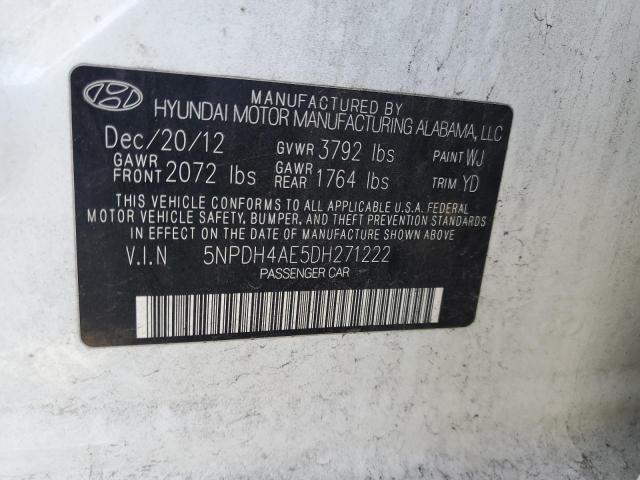 MANUFACTURED BY
HYUNDAI MOTOR MANUFACTURING ALABAMA, LLC
Dec/20/12 GVWR 3792 lbs PAINT WJ
GAWR FRONT 2072 lbs GAWR REAR 1764 lbs TRIM YD
THIS VEHICLE CONFORMS TO ALL APPLICABLE U.S.A. FEDERAL
MOTOR VEHICLE SAFETY, BUMPER, AND THEFT PREVENTION STANDARDS
IN EFFECT ON THE DATE OF MANUFACTURE SHOWN ABOVE.
V.I.N 5NPDH4AE5DH271222
PASSENGER CAR